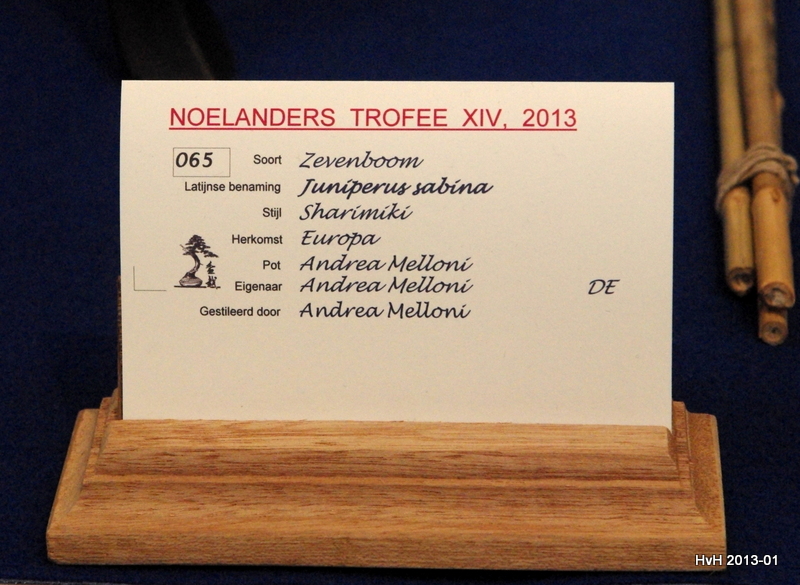 NOELANDERS TROFEE XIV, 2013
065 Soort Zevenboom
Latijnse benaming Juniperus sabina
Stijl Sharimiki
Herkomst Europa
Pot Andrea Melloni
Eigenaar Andrea Melloni DE
Gestileerd door Andrea Melloni
HvH 2013-01